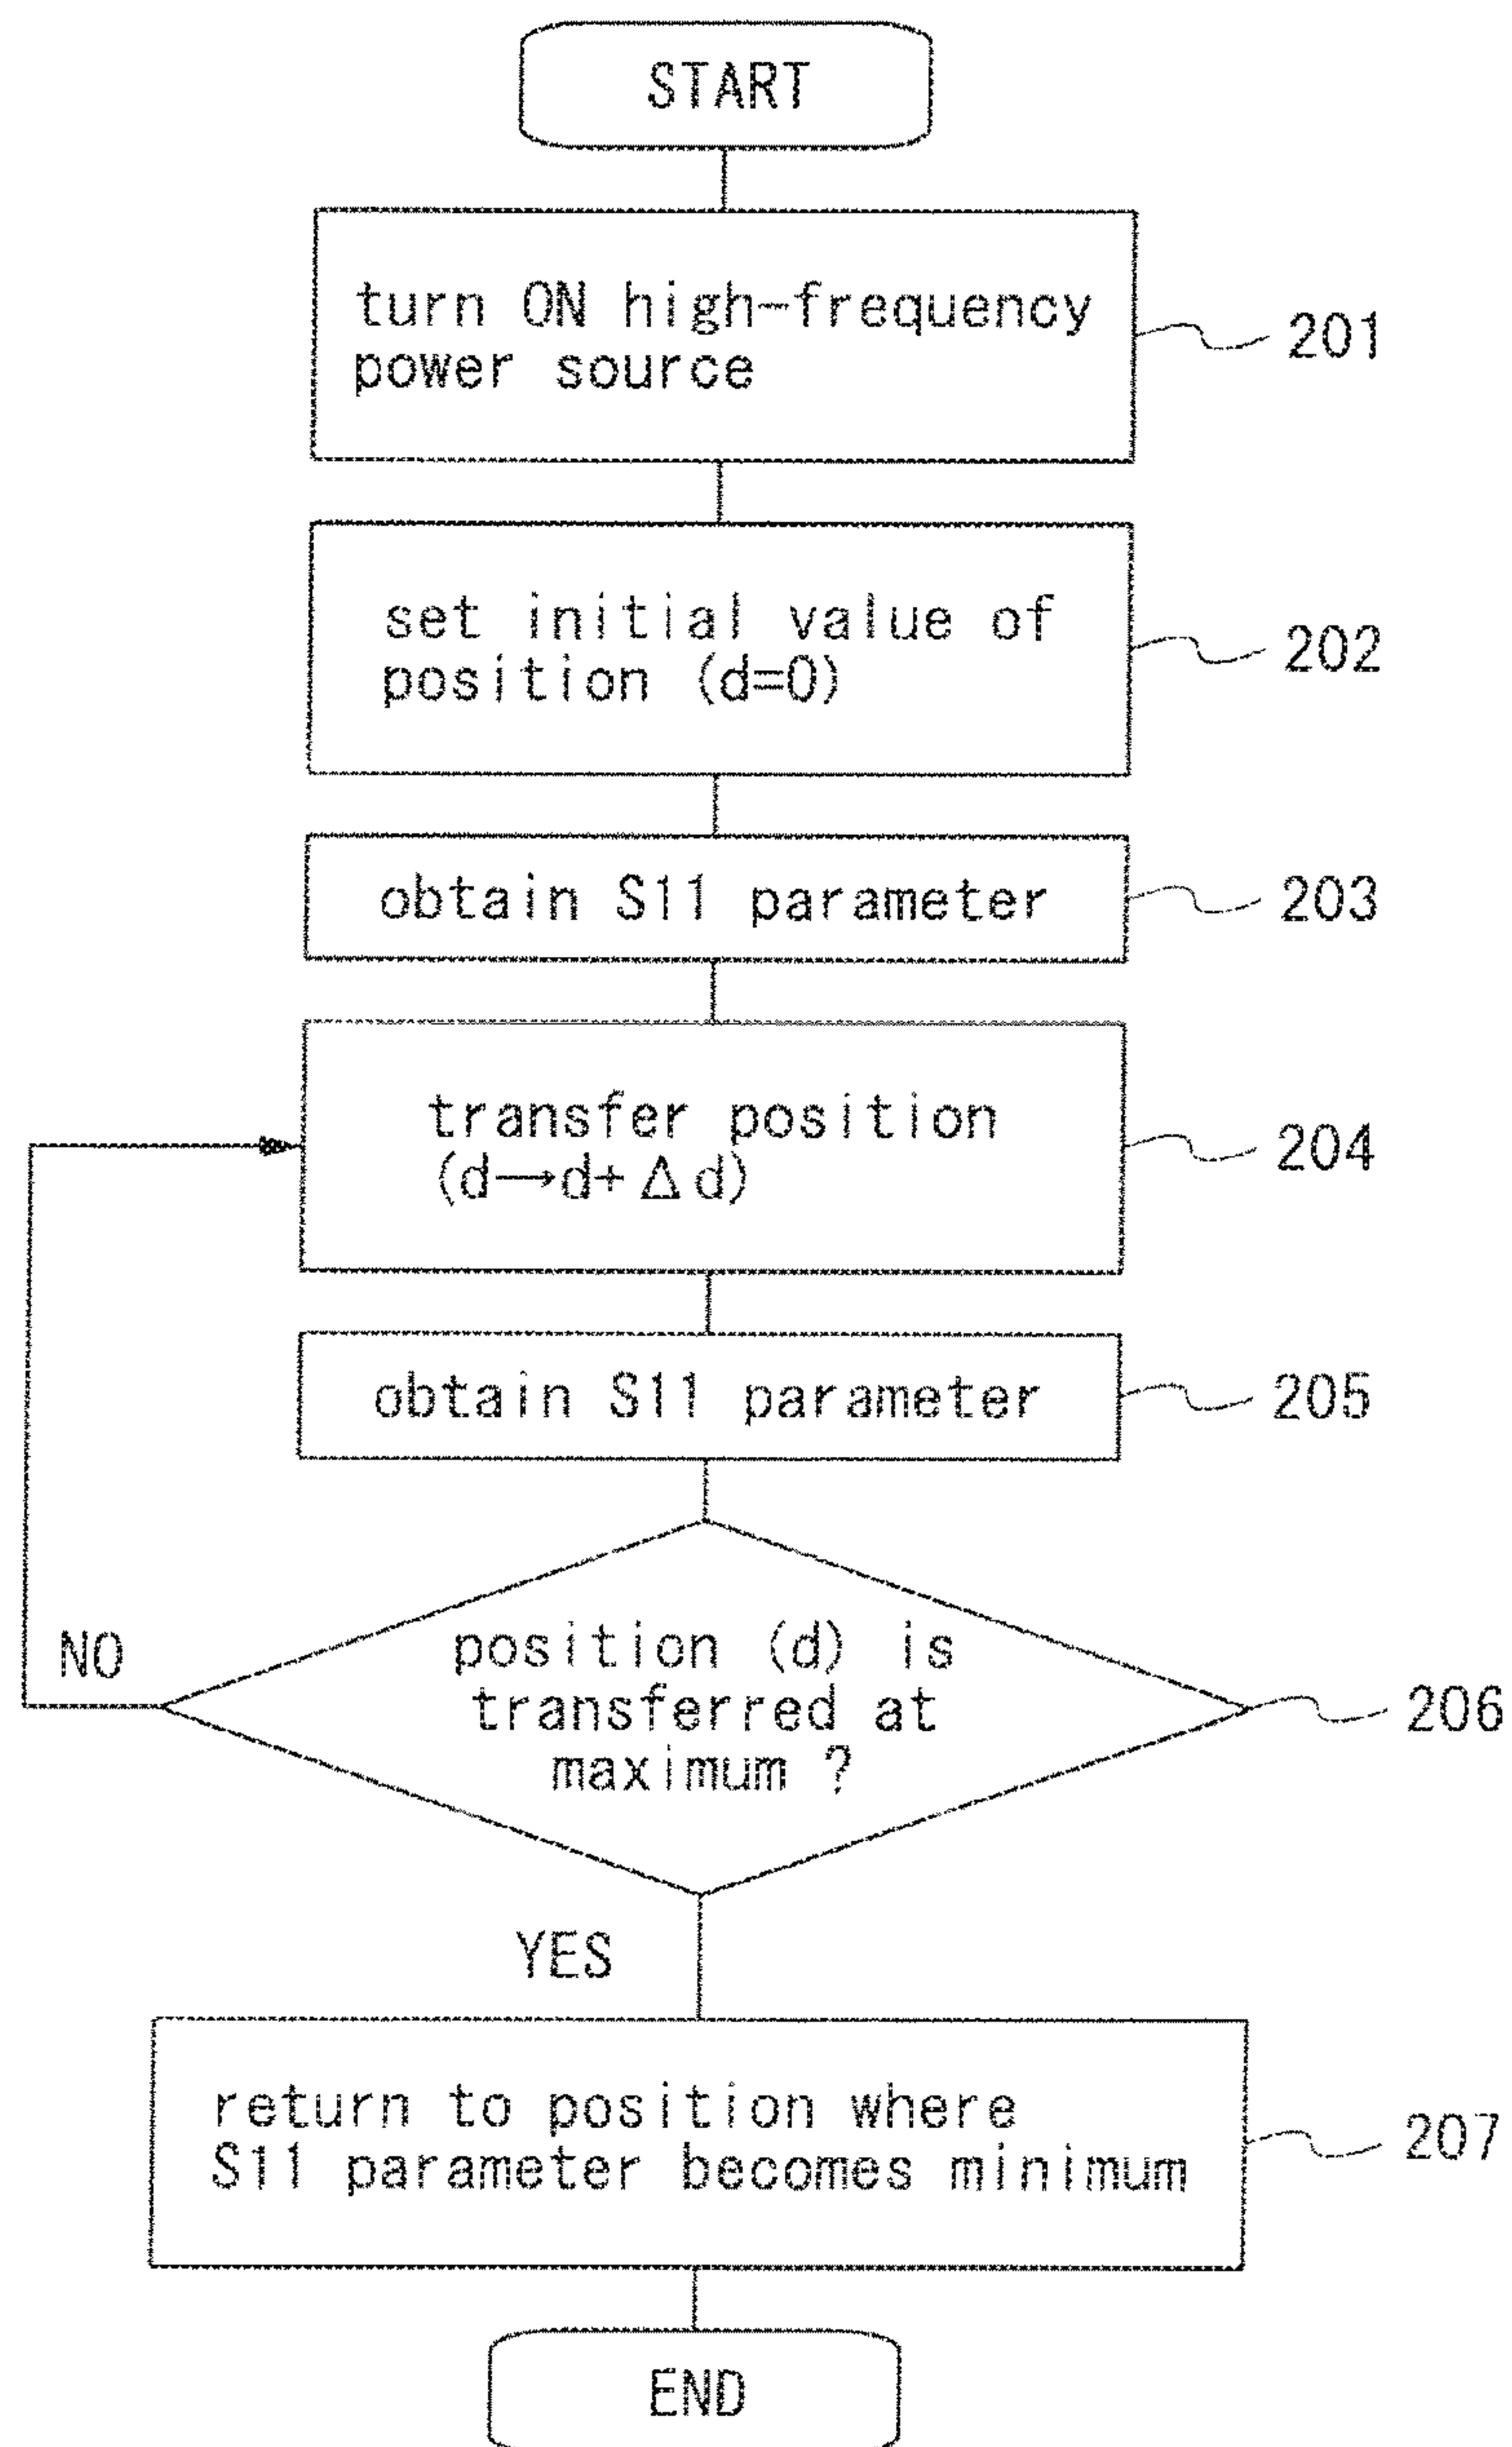 START
turn ON high-frequency
power source
201
set initial value of
position (d=0)
202
obtain S11 parameter
203
transfer position
(d→d+Δd)
204
obtain S11 parameter
205
position (d) is
transferred at
maximum ?
206
NO
YES
return to position where
S11 parameter becomes minimum
207
END